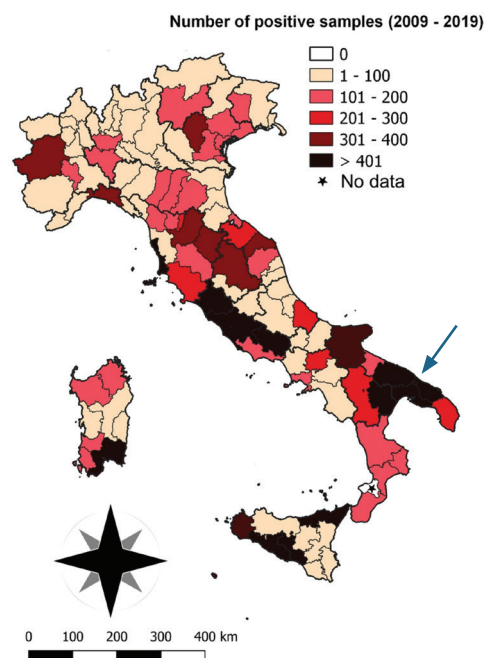 Number of positive samples (2009 - 2019)
0
1 - 100
101 - 200
201 - 300
301 - 400
> 401
No data
0 100 200 300 400 km